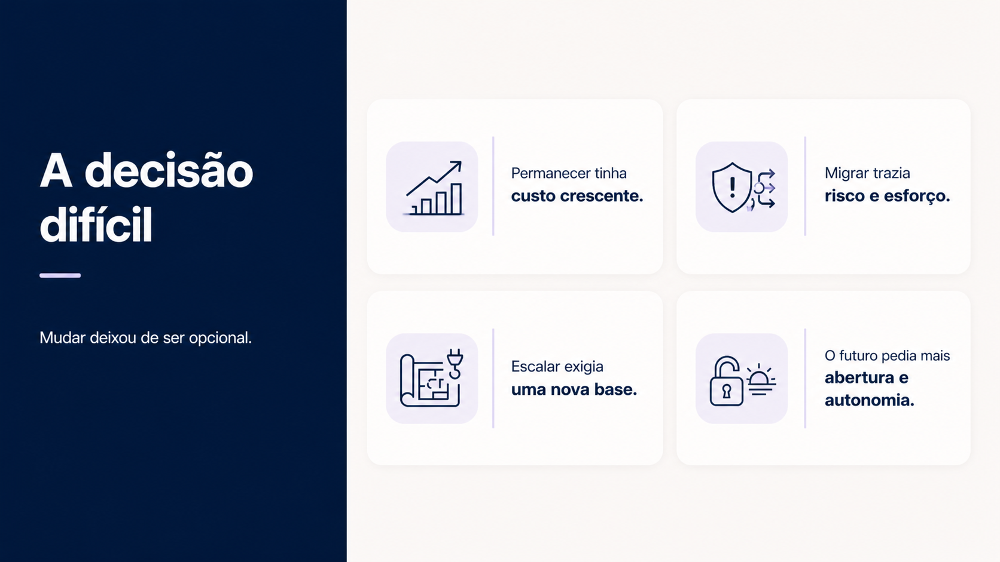 A decisão
difícil
Mudar deixou de ser opcional.
Permanecer tinha
custo crescente.
Migrar trazia
risco e esforço.
Escalar exigia
uma nova base.
O futuro pedia mais
abertura e
autonomia.